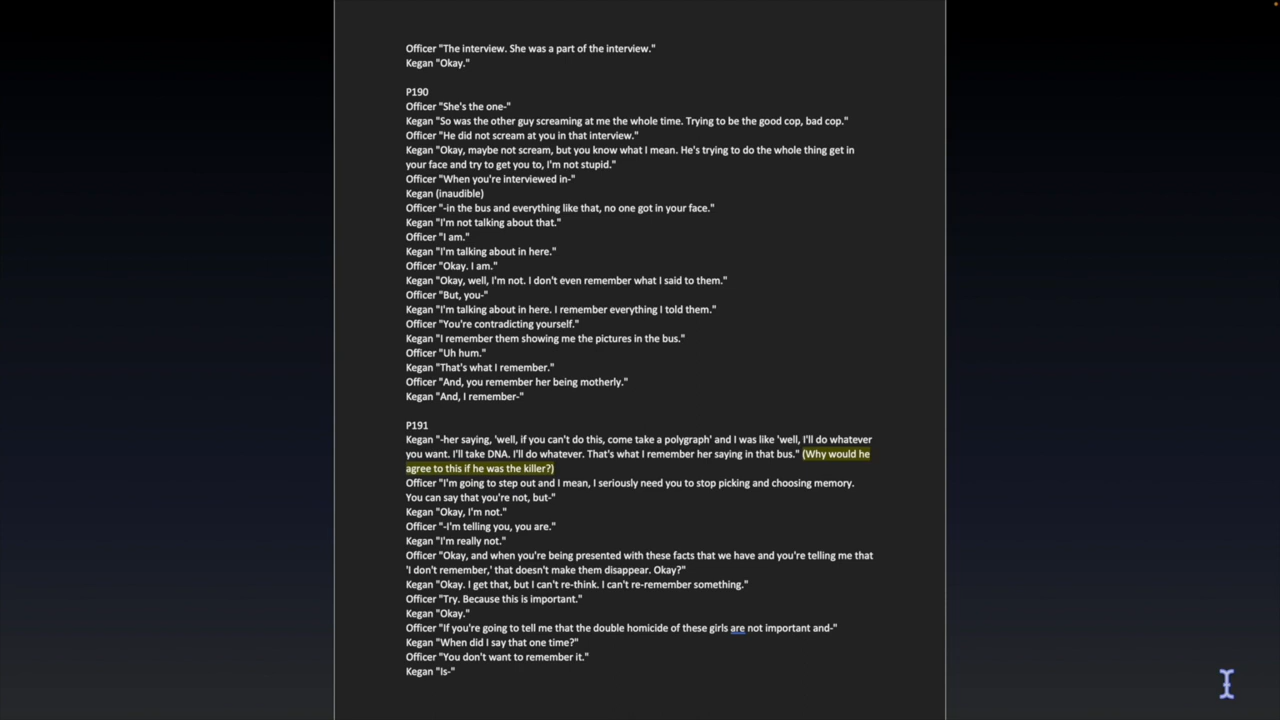 Officer "The interview. She was a part of the interview."
Kegan "Okay."
P190
Officer "She's the one-"
Kegan "So was the other guy screaming at me the whole time. Trying to be the good cop, bad cop."
Officer "He did not scream at you in that interview."
Kegan "Okay, maybe not scream, but you know what I mean. He's trying to do the whole thing get in
your face and try to get you to, I'm not stupid."
Officer "When you're interviewed in-"
Kegan (inaudible)
Officer "-in the bus and everything like that, no one got in your face."
Kegan "I'm not talking about that."
Officer "I am."
Kegan "I'm talking about in here."
Officer "Okay. I am."
Kegan "Okay, well, I'm not. I don't even remember what I said to them."
Officer "But, you-"
Kegan "I'm talking about in here. I remember everything I told them."
Officer "You're contradicting yourself."
Kegan "I remember them showing me the pictures in the bus."
Officer "Uh hum."
Kegan "That's what I remember."
Officer "And, you remember her being motherly."
Kegan "And, I remember-"
P191
Kegan "-her saying, 'well, if you can't do this, come take a polygraph' and I was like 'well, I'll do whatever
you want. I'll take DNA. I'll do whatever. That's what I remember her saying in that bus." (Why would he
agree to this if he was the killer?)
Officer "I'm going to step out and I mean, I seriously need you to stop picking and choosing memory.
You can say that you're not, but-"
Kegan "Okay, I'm not."
Officer "-I'm telling you, you are."
Kegan "I'm really not."
Officer "Okay, and when you're being presented with these facts that we have and you're telling me that
'I don't remember,' that doesn't make them disappear. Okay?"
Kegan "Okay. I get that, but I can't re-think. I can't re-remember something."
Officer "Try. Because this is important."
Kegan "Okay."
Officer "If you're going to tell me that the double homicide of these girls are not important and-"
Kegan "When did I say that one time?"
Officer "You don't want to remember it."
Kegan "Is-"